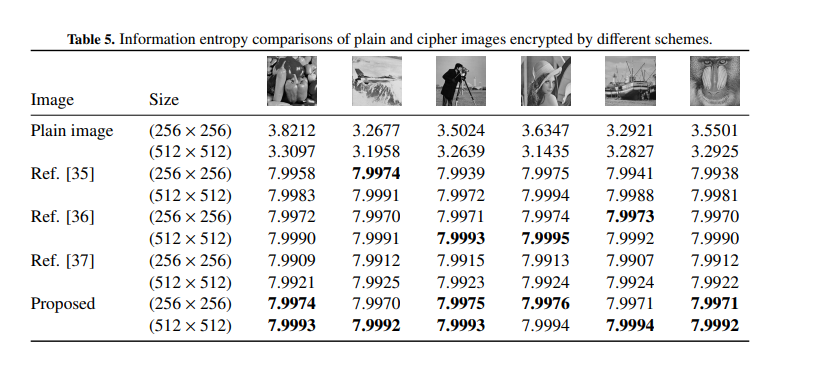 Table 5. Information entropy comparisons of plain and cipher images encrypted by different schemes.
Image Size
Plain image (256 × 256) 3.8212 3.2677 3.5024 3.6347 3.2921 3.5501
(512 × 512) 3.3097 3.1958 3.2639 3.1435 3.2827 3.2925
Ref. [35] (256 × 256) 7.9958 7.9974 7.9939 7.9975 7.9941 7.9938
(512 × 512) 7.9983 7.9991 7.9972 7.9994 7.9988 7.9981
Ref. [36] (256 × 256) 7.9972 7.9970 7.9971 7.9974 7.9973 7.9970
(512 × 512) 7.9990 7.9991 7.9993 7.9995 7.9992 7.9990
Ref. [37] (256 × 256) 7.9909 7.9912 7.9915 7.9913 7.9907 7.9912
(512 × 512) 7.9921 7.9925 7.9923 7.9924 7.9924 7.9922
Proposed (256 × 256) 7.9974 7.9970 7.9975 7.9976 7.9971 7.9971
(512 × 512) 7.9993 7.9992 7.9993 7.9994 7.9994 7.9992